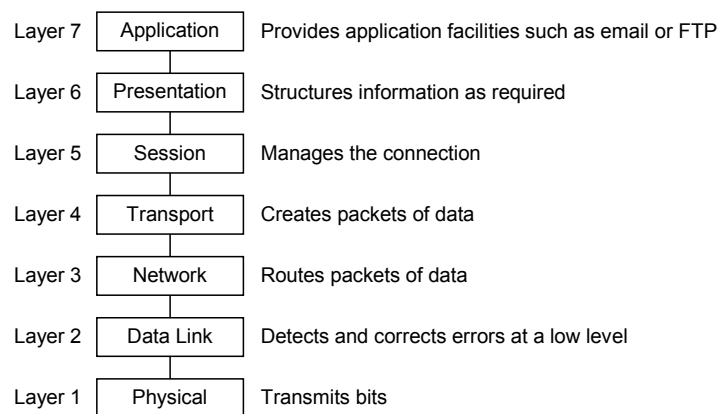 Layer 7 Application Provides application facilities such as email or FTP
Layer 6 Presentation Structures information as required
Layer 5 Session Manages the connection
Layer 4 Transport Creates packets of data
Layer 3 Network Routes packets of data
Layer 2 Data Link Detects and corrects errors at a low level
Layer 1 Physical Transmits bits